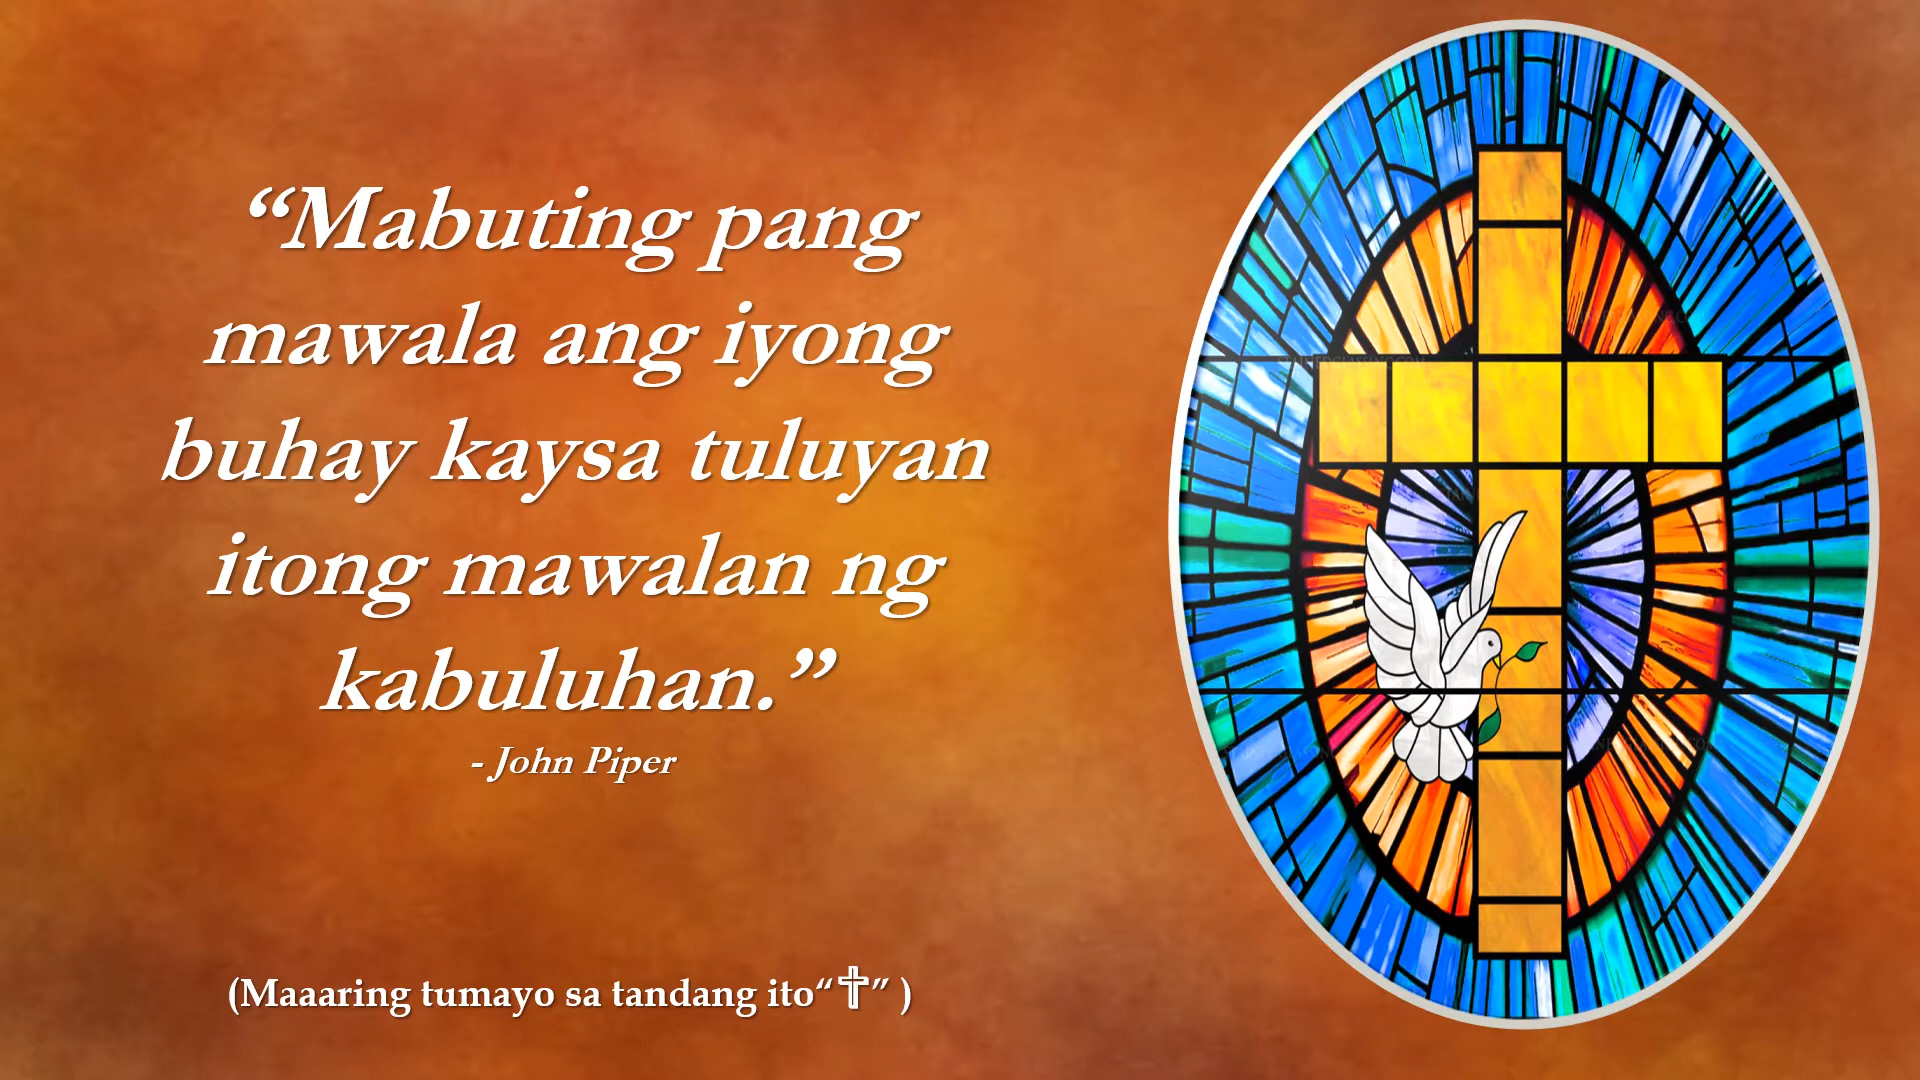 “Mabuting pang
mawala ang iyong
buhay kaysa tuluyan
itong mawalan ng
kabuluhan.”
- John Piper
(Maaaring tumayo sa tandang ito“✝” )